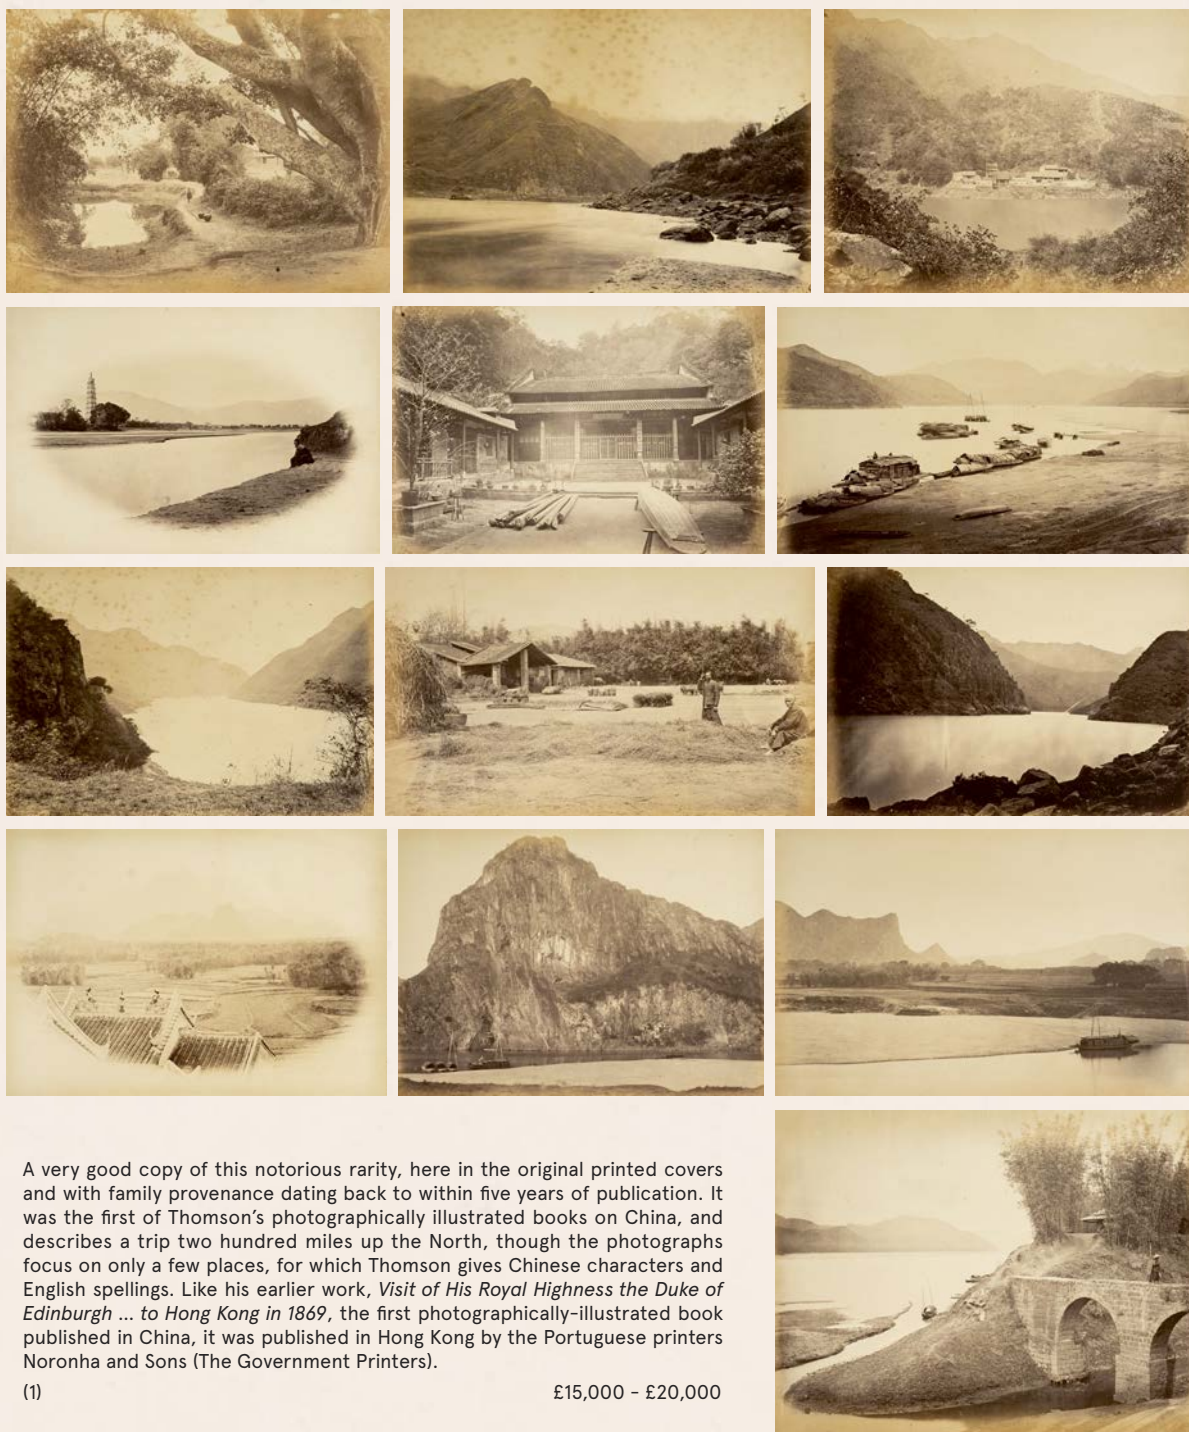 A very good copy of this notorious rarity, here in the original printed covers
and with family provenance dating back to within five years of publication. It
was the first of Thomson’s photographically illustrated books on China, and
describes a trip two hundred miles up the North, though the photographs
focus on only a few places, for which Thomson gives Chinese characters and
English spellings. Like his earlier work, Visit of His Royal Highness the Duke of
Edinburgh ... to Hong Kong in 1869, the first photographically-illustrated book
published in China, it was published in Hong Kong by the Portuguese printers
Noronha and Sons (The Government Printers).
(1) £15,000 - £20,000